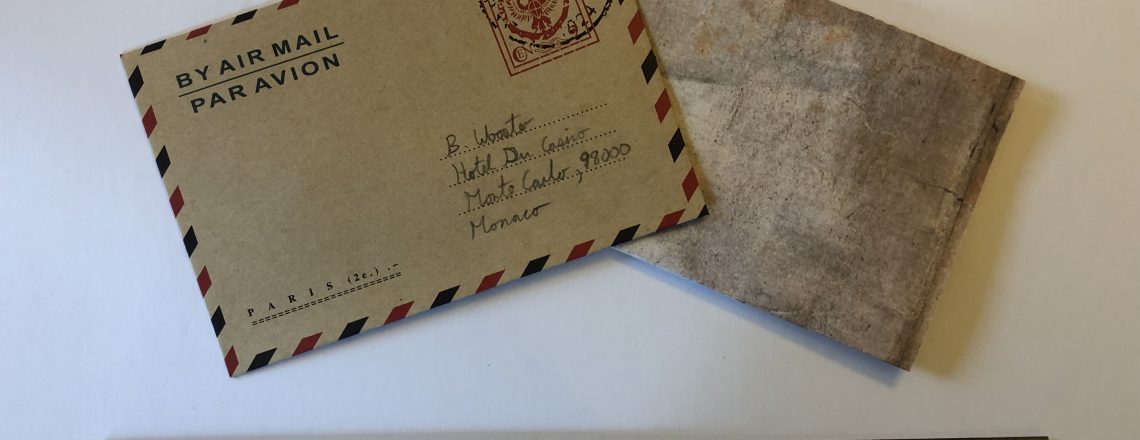 BY AIR MAIL
PAR AVION
B. Wooster
Hotel Du Casino
Monte Carlo, 98000
Monaco
PARIS (2e.) .-